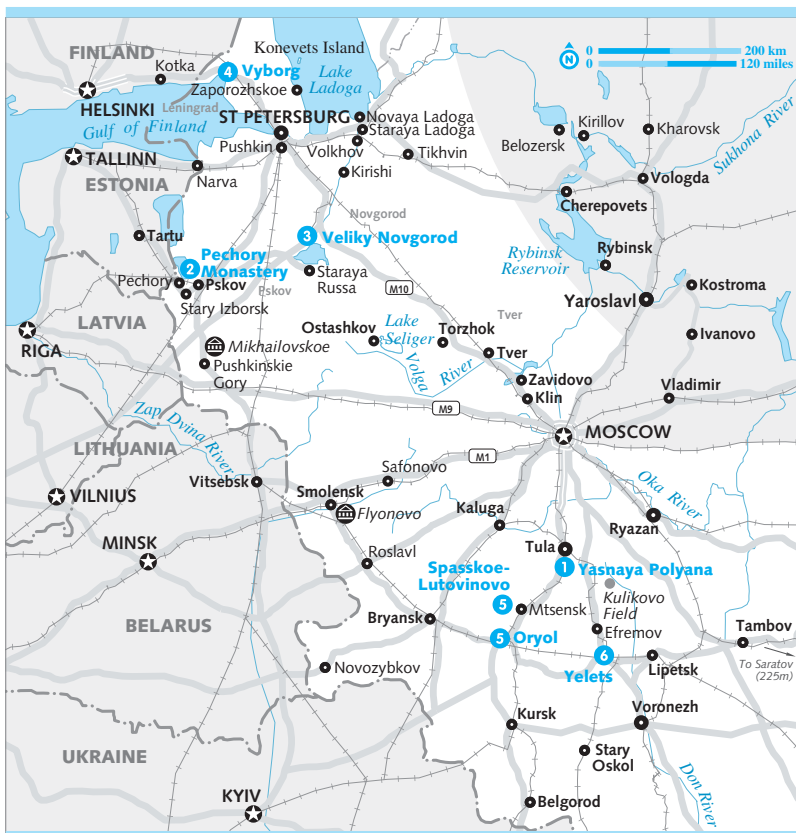 FINLAND
Kotka
4 Vyborg
Konevets Island
Lake
Ladoga
Zaporozhskoe
HELSINKI
Leningrad
Gulf of Finland
ST PETERSBURG
Novaya Ladoga
Staraya Ladoga
Pushkin
Volkhov
Tikhvin
Kirishi
TALLINN
Narva
ESTONIA
N
0 200 km
0 120 miles
Kirillov
Belozersk
Kharovsk
Sukhona River
Vologda
Cherepovets
Novgorod
3 Veliky Novgorod
Tartu
Pechory
Monastery
2
Pechory
Pskov
Pskov
Stary Izborsk
Staraya
Russa
M10
Rybinsk
Reservoir
Rybinsk
Yaroslavl
Kostroma
Ivanovo
LATVIA
RIGA
Ostashkov
Lake
Seliger
Torzhok
Tver
Tver
Volga
River
Mikhailovskoe
Pushkinskie
Gory
Zavidovo
Klin
Vladimir
M9
MOSCOW
Zap Dvina River
LITHUANIA
VILNIUS
Vitsebsk
Safonovo
M1
Smolensk
Flyonovo
Kaluga
Oka River
Ryazan
MINSK
Roslavl
Tula
1 Yasnaya Polyana
Spasskoe-
Lutovinovo
5
Mtsensk
Kulikovo
Field
BELARUS
Bryansk
5 Oryol
Efremov
Tambov
6
Yelets
Lipetsk
To Saratov
(225m)
Novozybkov
Kursk
Voronezh
UKRAINE
Stary
Oskol
Don River
KYIV
Belgorod